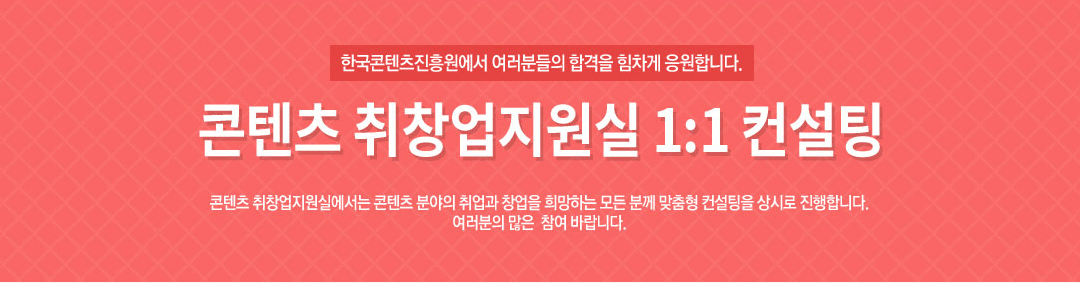 한국콘텐츠진흥원에서 여러분들의 합격을 힘차게 응원합니다.
콘텐츠 취창업지원실 1:1 컨설팅
콘텐츠 취창업지원실에서는 콘텐츠 분야의 취업과 창업을 희망하는 모든 분께 맞춤형 컨설팅을 상시로 진행합니다.
여러분의 많은 참여 바랍니다.